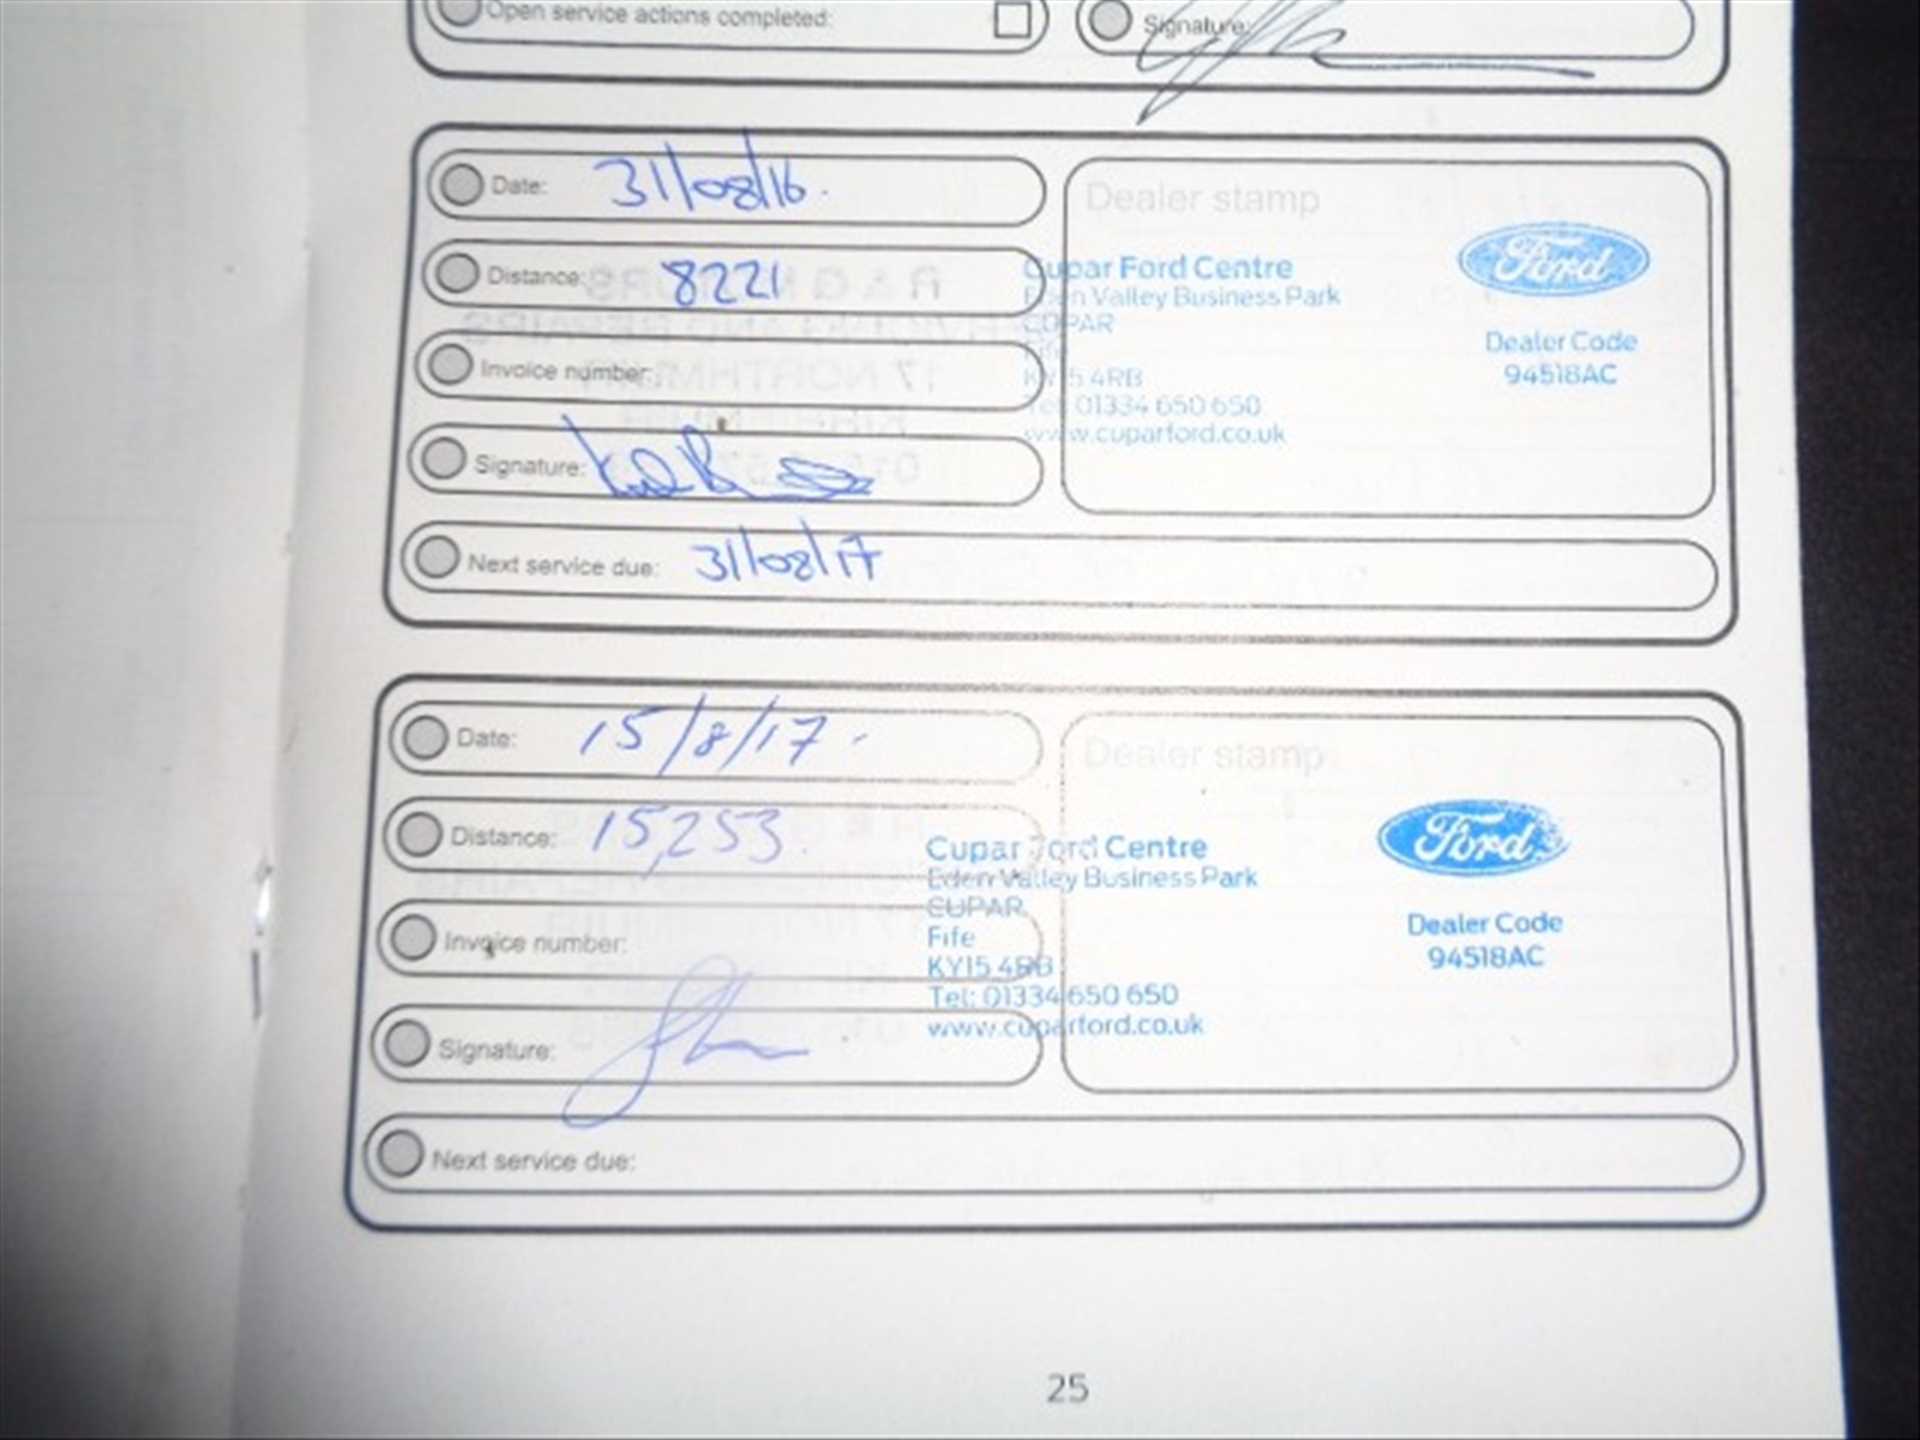 Open service actions completed:
Signature:
Date: 31/08/16.
Dealer stamp
Distance: 8221
Cupar Ford Centre
Eden Valley Business Park
CUPAR
Fife
KY15 4RB
Tel: 01334 650 650
www.cuparford.co.uk
Ford
Dealer Code
94518AC
Invoice number:
Signature:
Next service due: 31/08/17
Date: 15/8/17.
Dealer stamp
Distance: 15,253
Cupar Ford Centre
Eden Valley Business Park
CUPAR
Fife
KY15 4RB
Tel: 01334 650 650
www.cuparford.co.uk
Ford
Dealer Code
94518AC
Invoice number:
Signature:
Next service due:
25